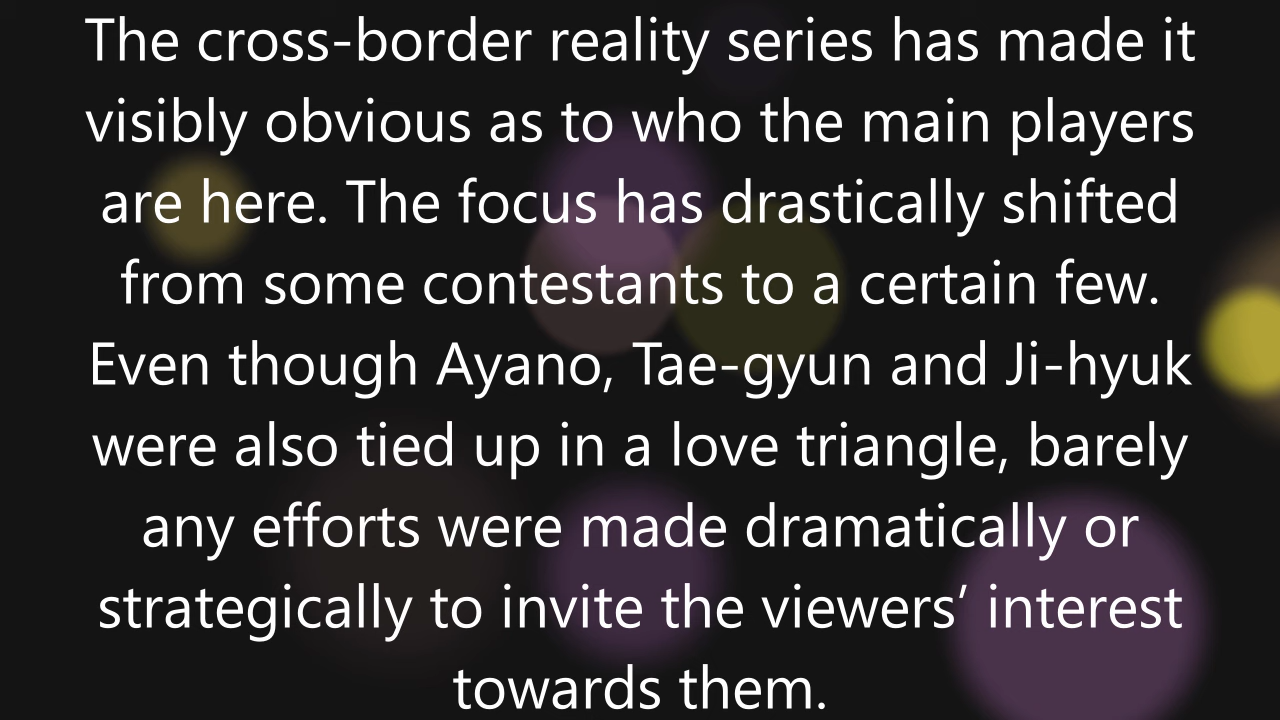 The cross-border reality series has made it
visibly obvious as to who the main players
are here. The focus has drastically shifted
from some contestants to a certain few.
Even though Ayano, Tae-gyun and Ji-hyuk
were also tied up in a love triangle, barely
any efforts were made dramatically or
strategically to invite the viewers’ interest
towards them.